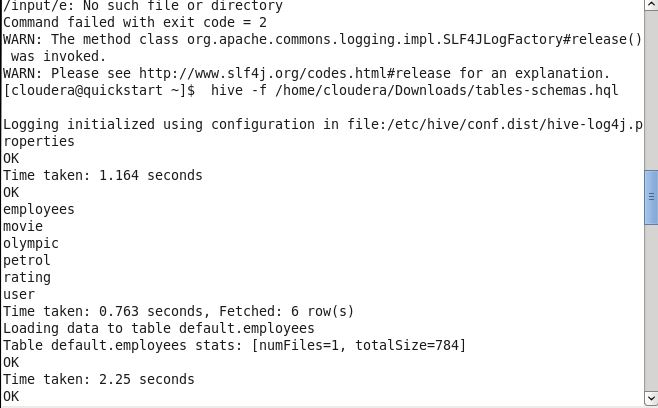 /input/e: No such file or directory
Command failed with exit code = 2
WARN: The method class org.apache.commons.logging.impl.SLF4JLogFactory#release()
 was invoked.
WARN: Please see http://www.slf4j.org/codes.html#release for an explanation.
[cloudera@quickstart ~]$  hive -f /home/cloudera/Downloads/tables-schemas.hql

Logging initialized using configuration in file:/etc/hive/conf.dist/hive-log4j.p
roperties
OK
Time taken: 1.164 seconds
OK
employees
movie
olympic
petrol
rating
user
Time taken: 0.763 seconds, Fetched: 6 row(s)
Loading data to table default.employees
Table default.employees stats: [numFiles=1, totalSize=784]
OK
Time taken: 2.25 seconds
OK